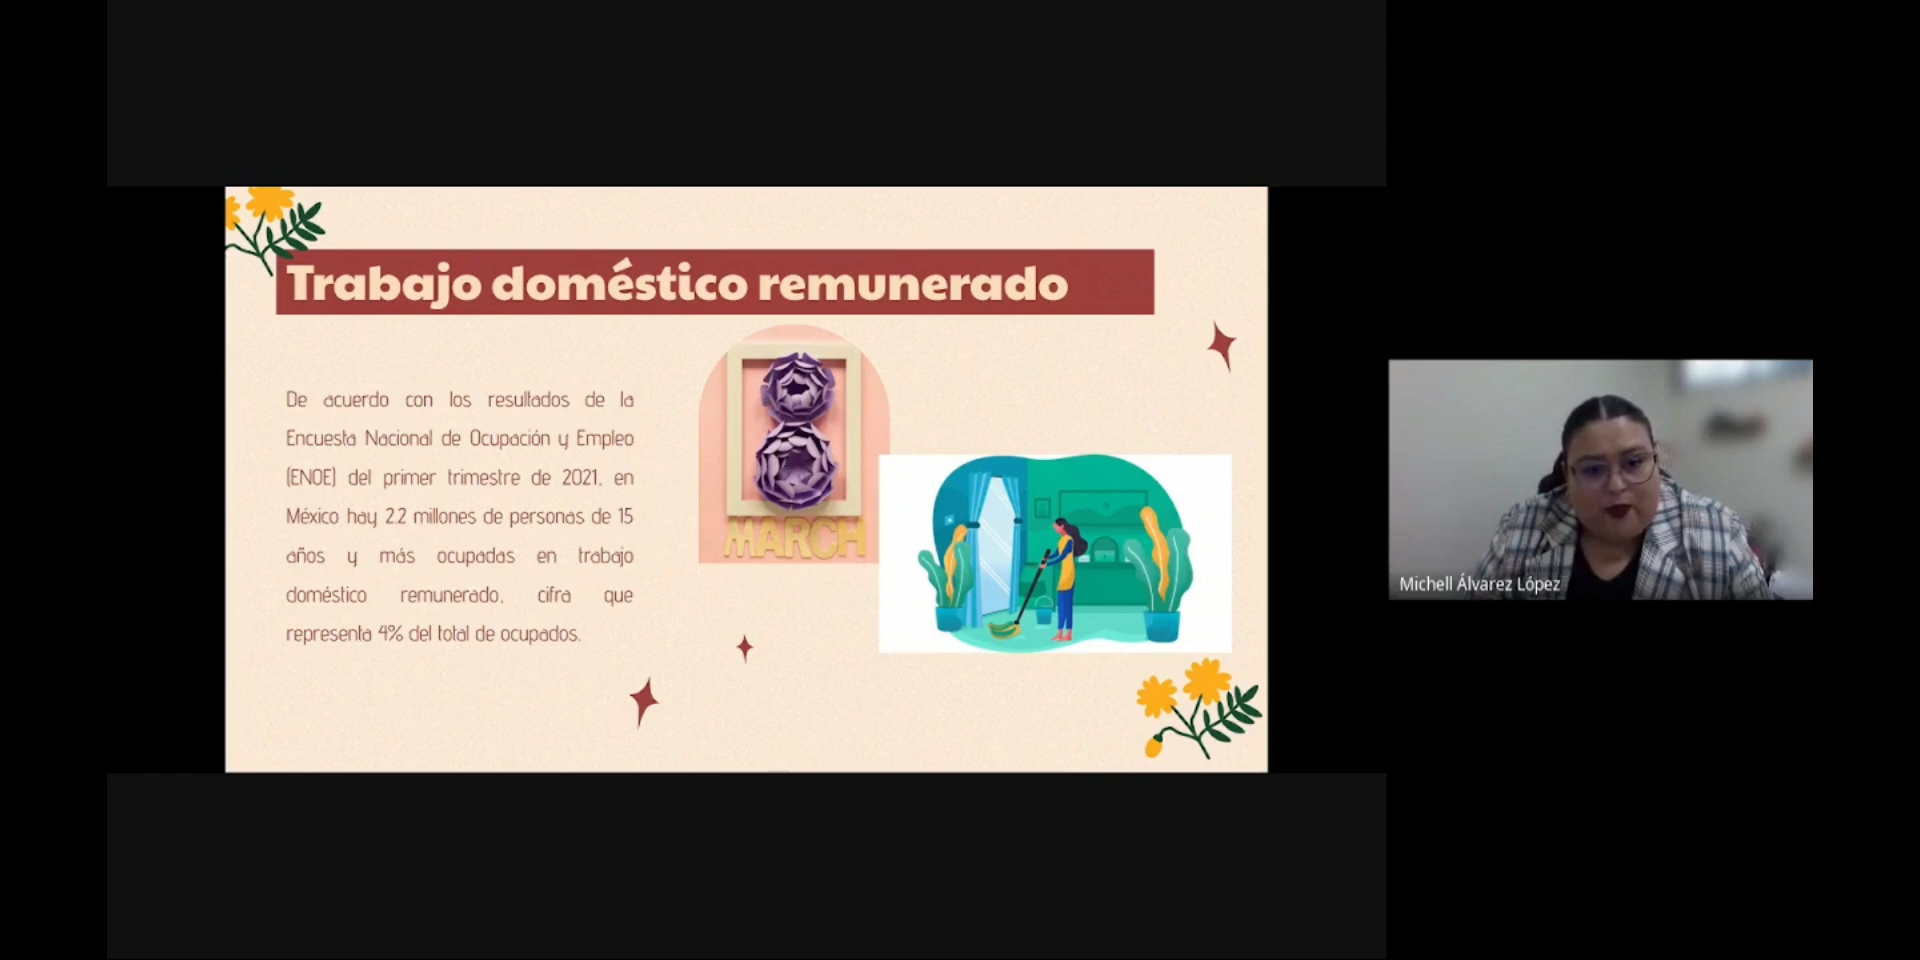 Trabajo doméstico remunerado
De acuerdo con los resultados de la
Encuesta Nacional de Ocupación y Empleo
(ENOE) del primer trimestre de 2021, en
México hay 2.2 millones de personas de 15
años y más ocupadas en trabajo
doméstico remunerado, cifra que
representa 4% del total de ocupados.
MARCH
Michell Álvarez López